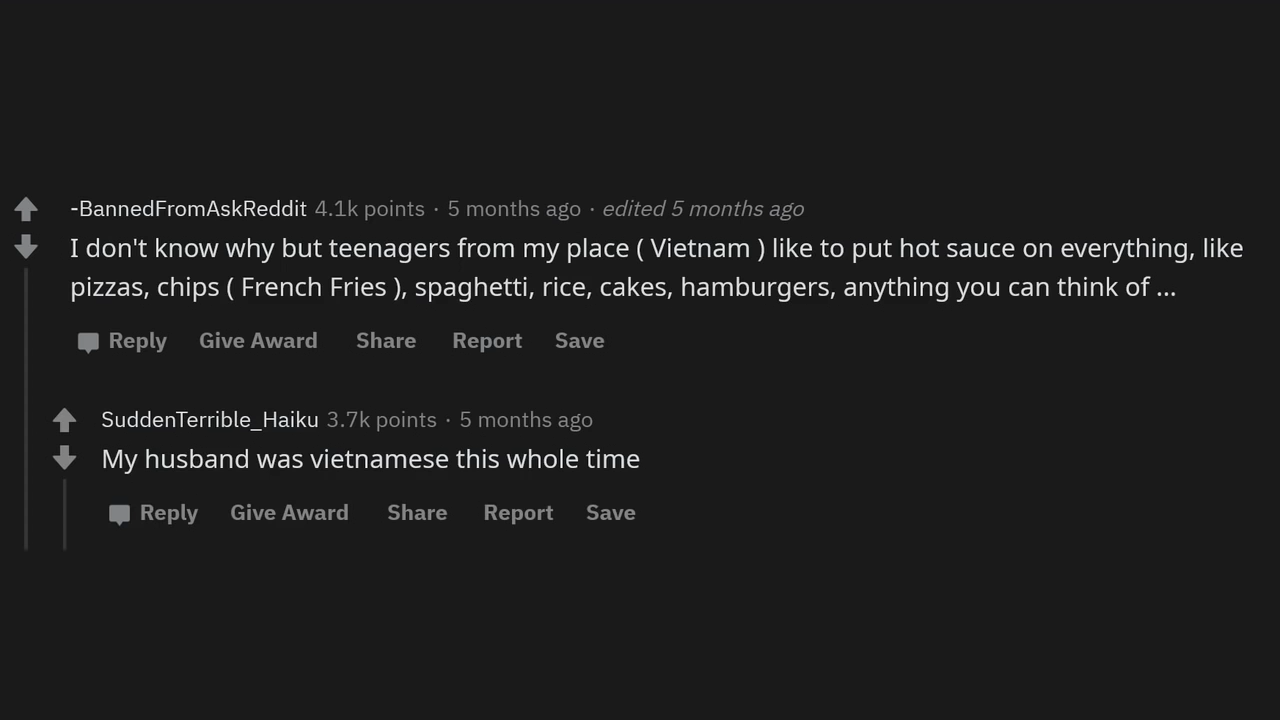 -BannedFromAskReddit 4.1k points · 5 months ago · edited 5 months ago
I don't know why but teenagers from my place ( Vietnam ) like to put hot sauce on everything, like
pizzas, chips ( French Fries ), spaghetti, rice, cakes, hamburgers, anything you can think of ...
Reply Give Award Share Report Save
SuddenTerrible_Haiku 3.7k points · 5 months ago
My husband was vietnamese this whole time
Reply Give Award Share Report Save